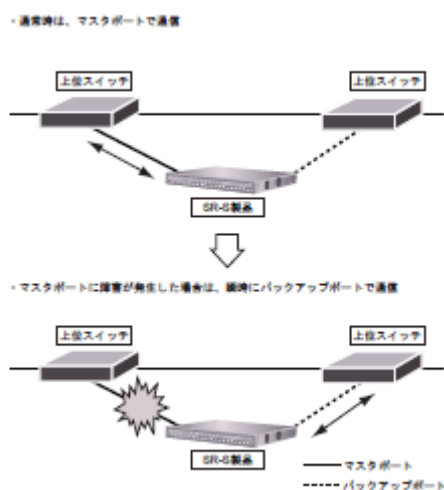 ・通常時は、マスタポートで通信
上位スイッチ
上位スイッチ
SR-S製品
・マスタポートに障害が発生した場合は、瞬時にバックアップポートで通信
上位スイッチ
上位スイッチ
SR-S製品
マスタポート
バックアップポート